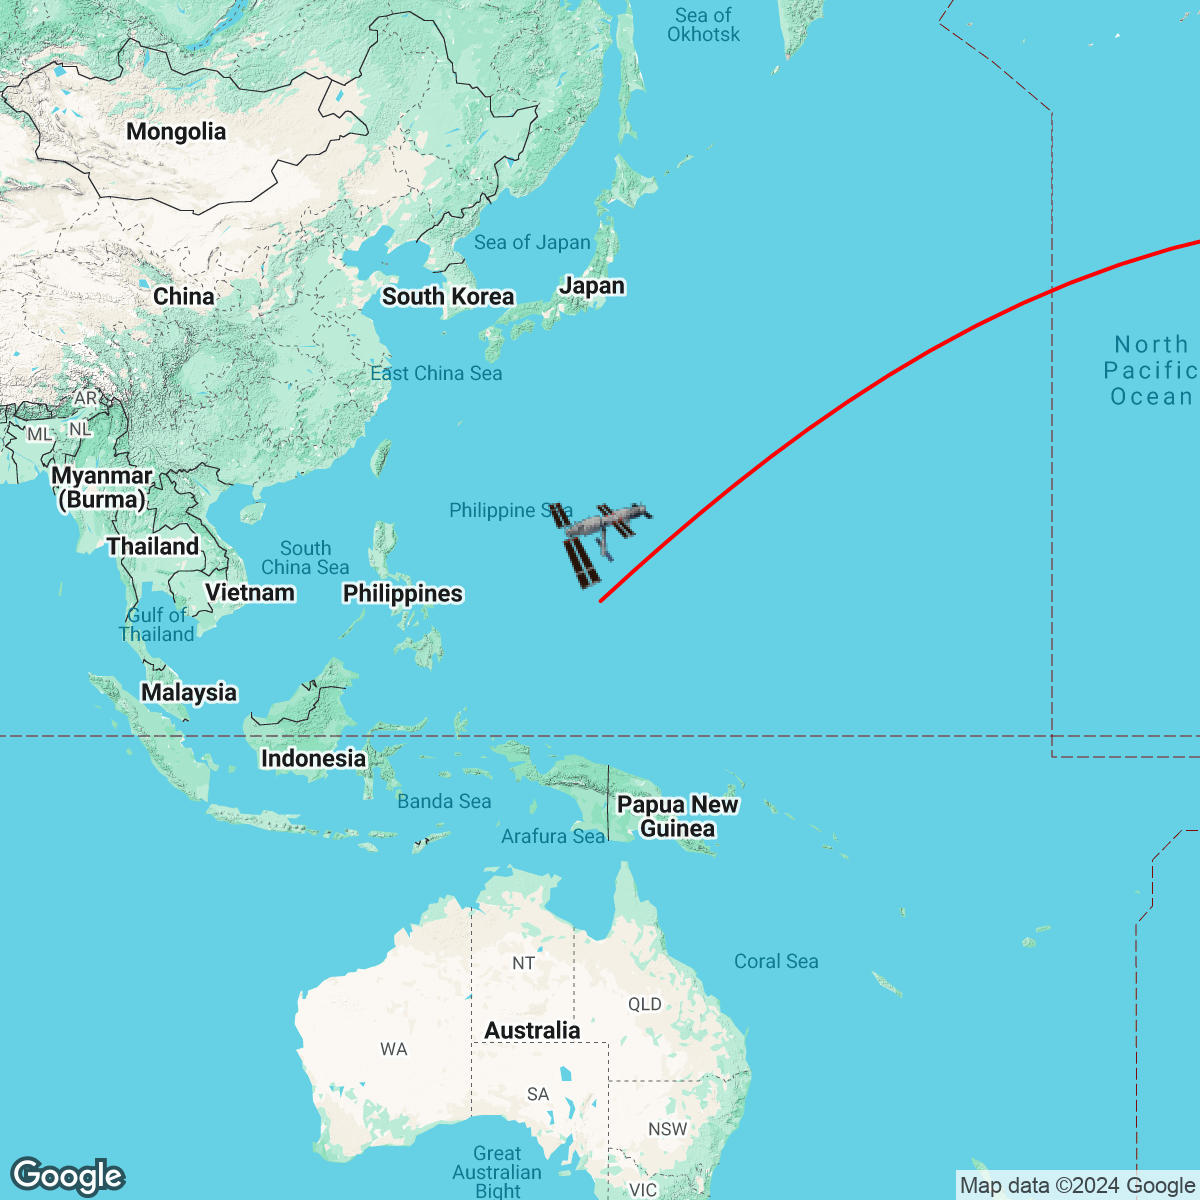 Sea of
Okhotsk
Mongolia
Sea of Japan
Japan
China
South Korea
North
Pacific
Ocean
East China Sea
AR
NL
ML
Myanmar
(Burma)
Philippine Sea
Thailand
South
China Sea
Vietnam
Philippines
Gulf of
Thailand
Malaysia
Indonesia
Banda Sea
Papua New
Guinea
Arafura Sea
NT
Coral Sea
QLD
Australia
WA
SA
NSW
Great
Australian
Bight
VIC
Google
Map data ©2024 Google